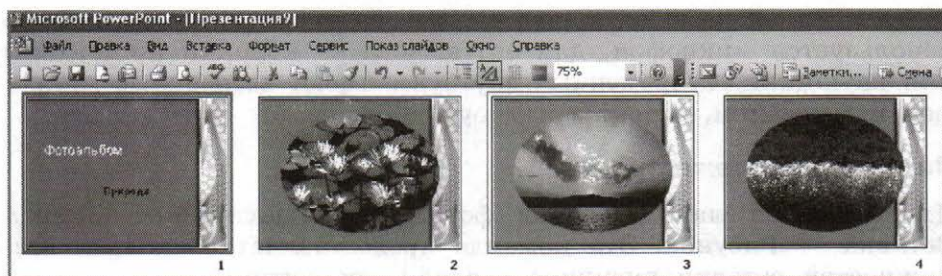 Microsoft PowerPoint - [Презентация9]
Файл Правка Вид Вставка Формат Сервис Показ слайдов Окно Справка
75% Заметки... Смена
Фотоальбом
Природа
1 2 3 4